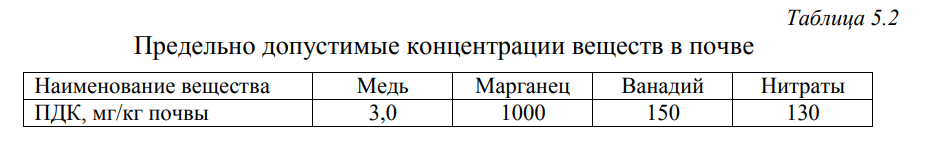 Таблица 5.2
Предельно допустимые концентрации веществ в почве
Наименование вещества Медь Марганец Ванадий Нитраты
ПДК, мг/кг почвы 3,0 1000 150 130